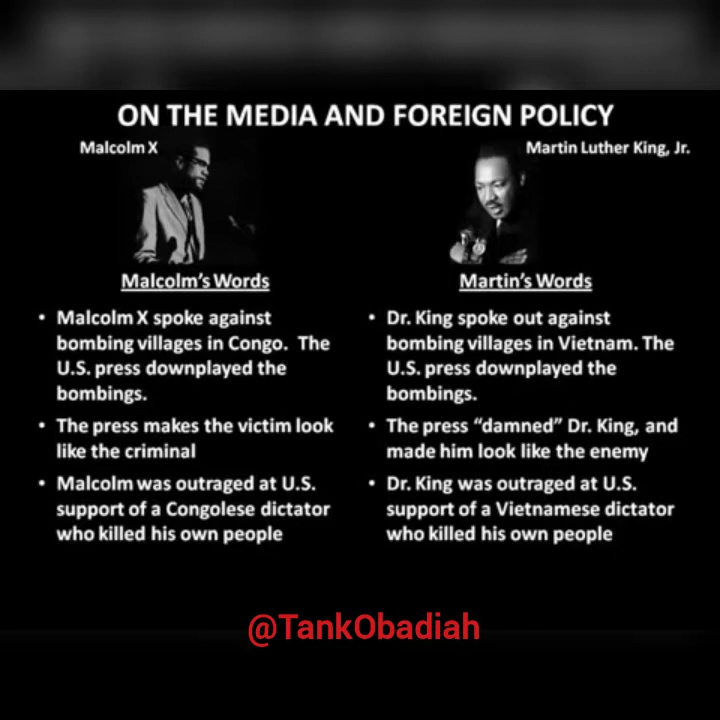 ON THE MEDIA AND FOREIGN POLICY
Malcolm X
Martin Luther King, Jr.
Malcolm's Words
• Malcolm X spoke against
bombing villages in Congo. The
U.S. press downplayed the
bombings.
• The press makes the victim look
like the criminal
• Malcolm was outraged at U.S.
support of a Congolese dictator
who killed his own people
Martin's Words
• Dr. King spoke out against
bombing villages in Vietnam. The
U.S. press downplayed the
bombings.
• The press “damned” Dr. King, and
made him look like the enemy
• Dr. King was outraged at U.S.
support of a Vietnamese dictator
who killed his own people
@TankObadiah